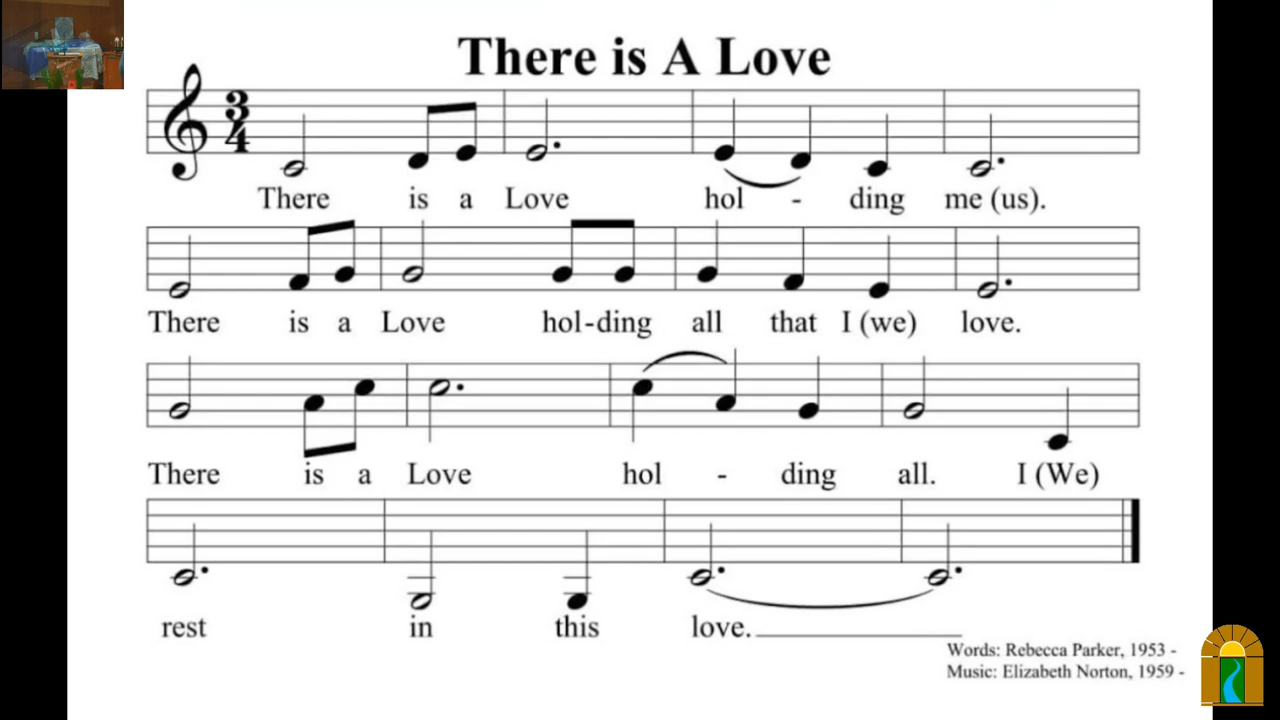 There is A Love
3
4
There is a Love hol - ding me (us).
There is a Love hol-ding all that I (we) love.
There is a Love hol - ding all. I (We)
rest in this love.
Words: Rebecca Parker, 1953 -
Music: Elizabeth Norton, 1959 -